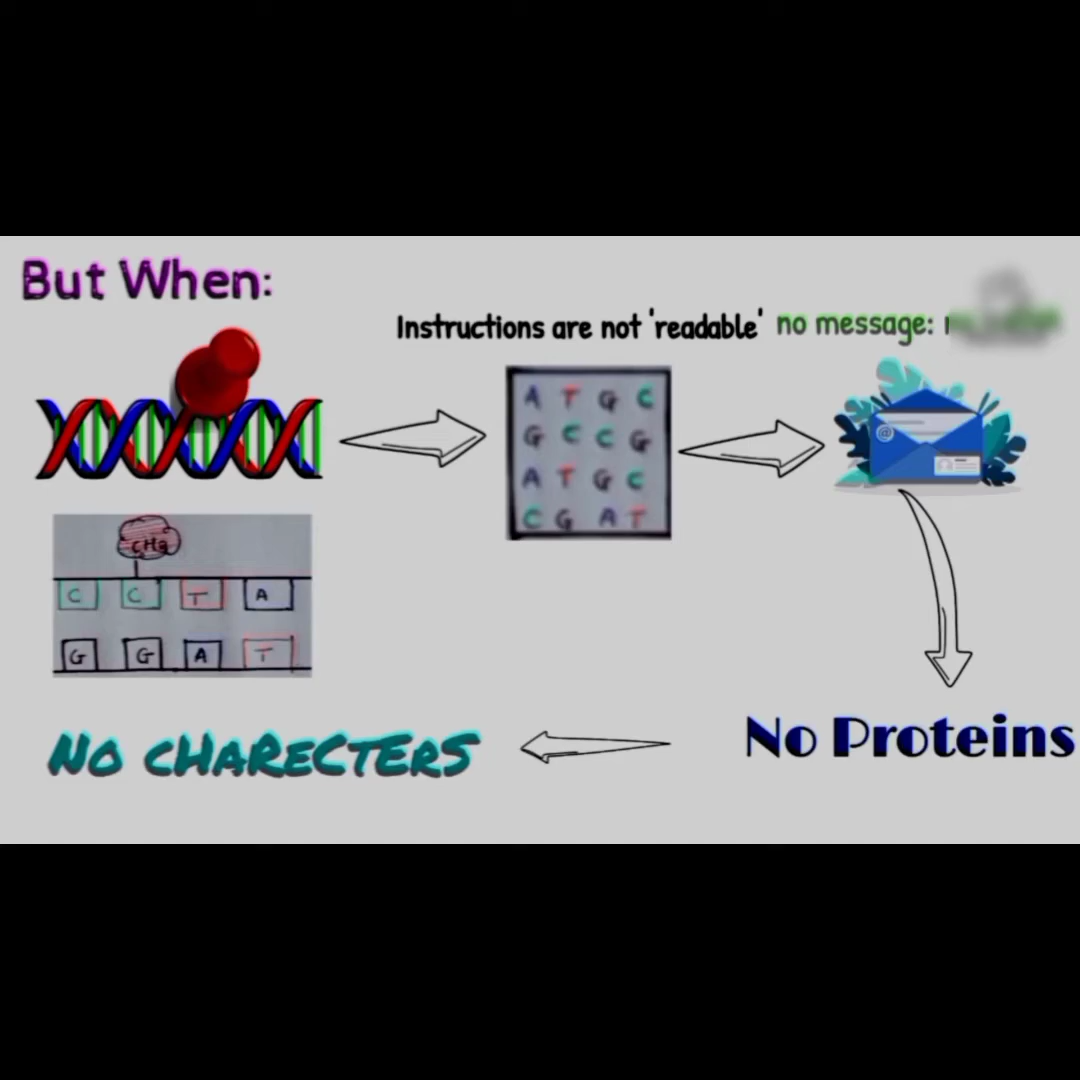 But When:
Instructions are not 'readable' no message:
A T G C
G C C G
A T G C
C G A T
@
CH3
C C T A
G G A T
No CHAReCTERS
No Proteins